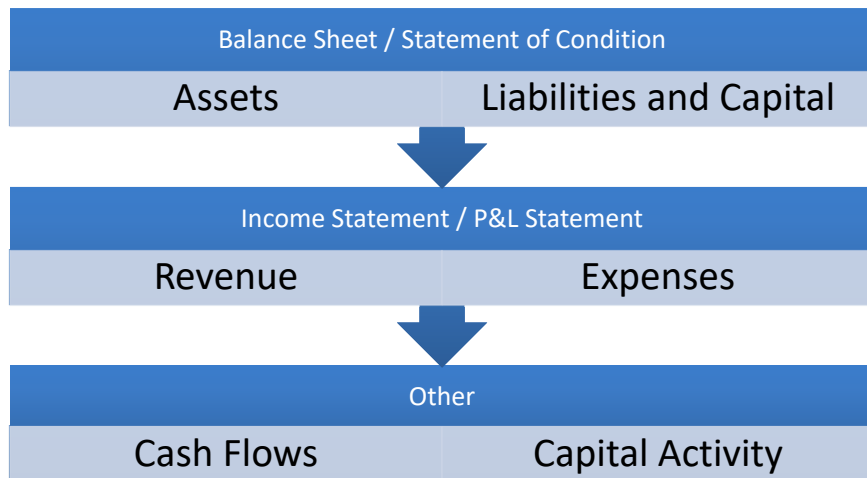 Balance Sheet / Statement of Condition
Assets
Liabilities and Capital
Income Statement / P&L Statement
Revenue
Expenses
Other
Cash Flows
Capital Activity